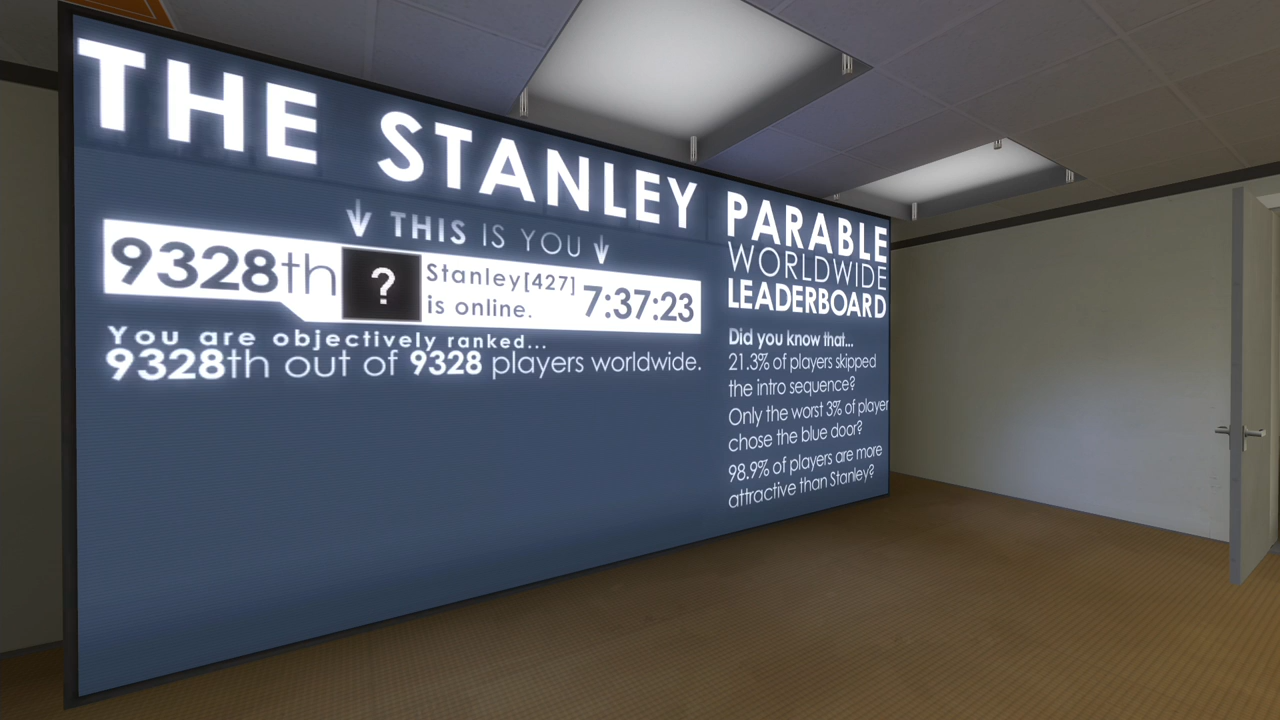 THE STANLEY PARABLE
WORLDWIDE
LEADERBOARD
THIS IS YOU
9328th
?
Stanley[427]
is online.
7:37:23
You are objectively ranked...
9328th out of 9328 players worldwide.
Did you know that...
21.3% of players skipped
the intro sequence?
Only the worst 3% of player
chose the blue door?
98.9% of players are more
attractive than Stanley?